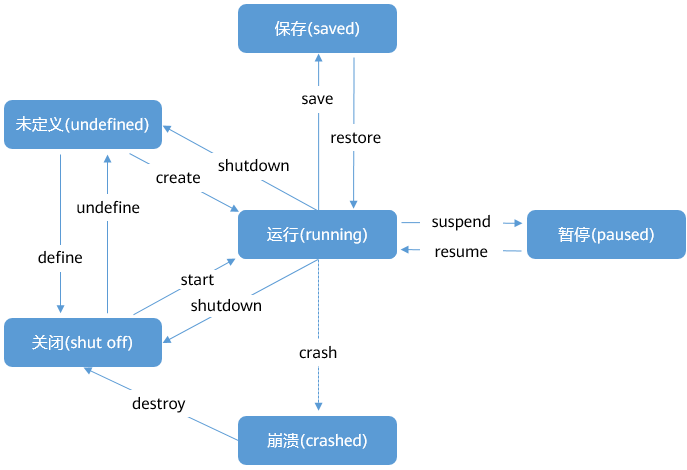 保存(saved)
save
restore
未定义(undefined)
shutdown
create
undefine
运行(running)
suspend
暂停(paused)
resume
define
start
shutdown
关闭(shut off)
crash
destroy
崩溃(crashed)